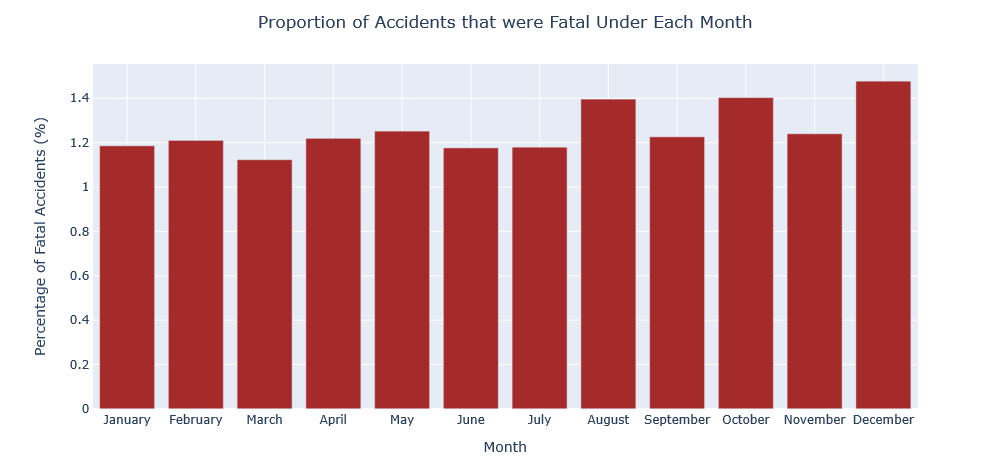 Proportion of Accidents that were Fatal Under Each Month
Percentage of Fatal Accidents (%)
1.4
1.2
1
0.8
0.6
0.4
0.2
0
January February March April May June July August September October November December
Month